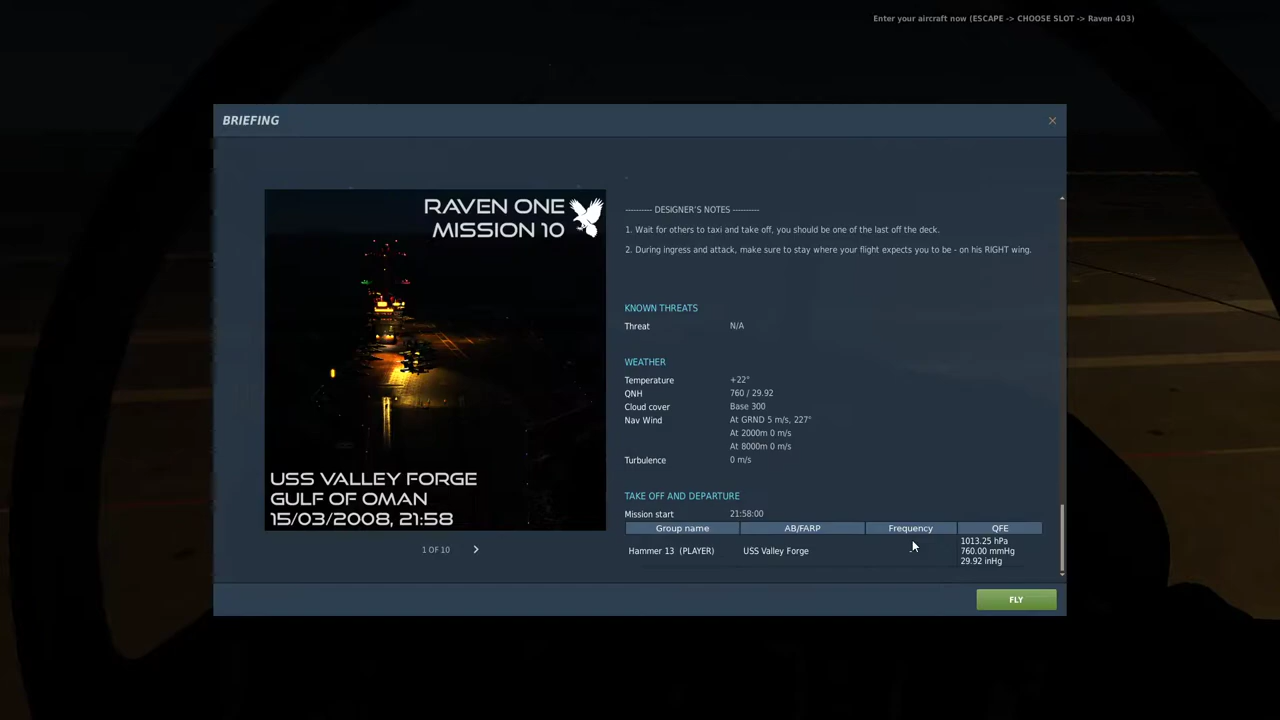 Enter your aircraft now (ESCAPE -> CHOOSE SLOT -> Raven 403)
BRIEFING
RAVEN ONE
MISSION 10
USS VALLEY FORGE
GULF OF OMAN
15/03/2008, 21:58
1 OF 10
---------- DESIGNER'S NOTES ----------
1. Wait for others to taxi and take off, you should be one of the last off the deck.
2. During ingress and attack, make sure to stay where your flight expects you to be - on his RIGHT wing.
KNOWN THREATS
Threat N/A
WEATHER
Temperature +22°
QNH 760 / 29.92
Cloud cover Base 300
Nav Wind At GRND 5 m/s, 227°
At 2000m 0 m/s
At 8000m 0 m/s
Turbulence 0 m/s
TAKE OFF AND DEPARTURE
Mission start 21:58:00
Group name AB/FARP Frequency QFE
Hammer 13 (PLAYER) USS Valley Forge - 1013.25 hPa
760.00 mmHg
29.92 inHg
FLY